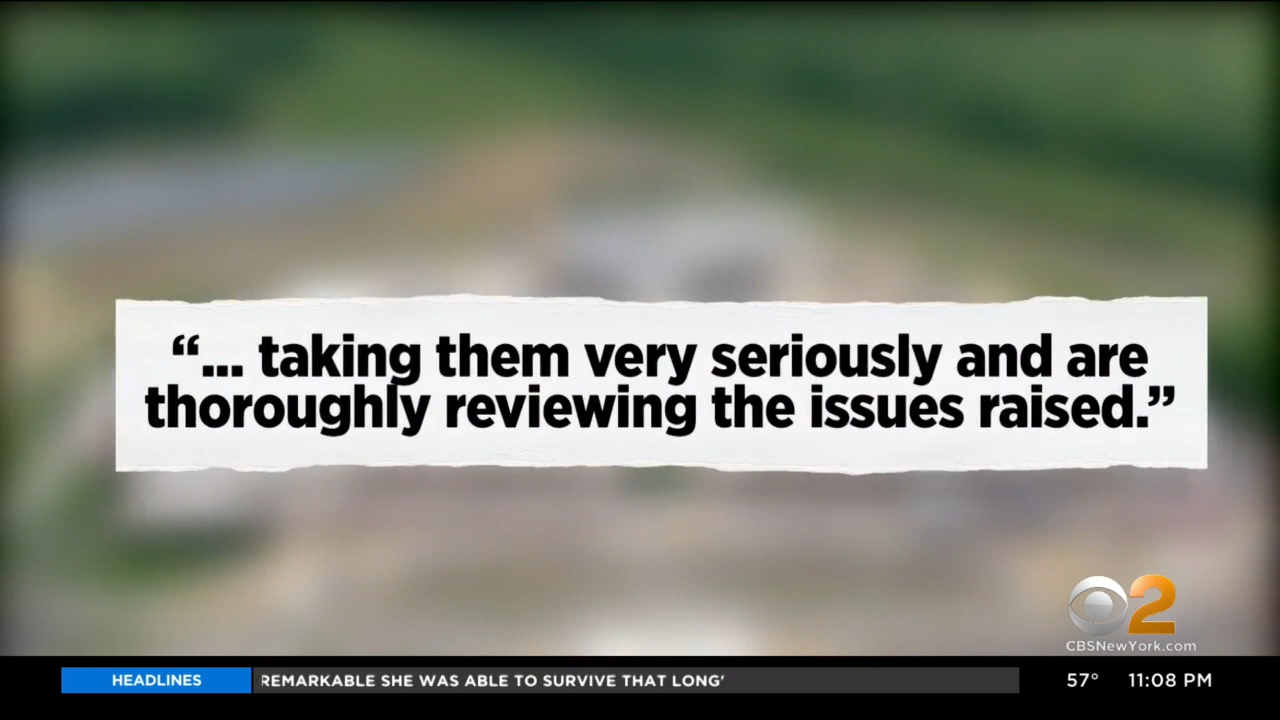 “... taking them very seriously and are
thoroughly reviewing the issues raised.”
2
CBSNewYork.com
HEADLINES
REMARKABLE SHE WAS ABLE TO SURVIVE THAT LONG'
57° 11:08 PM